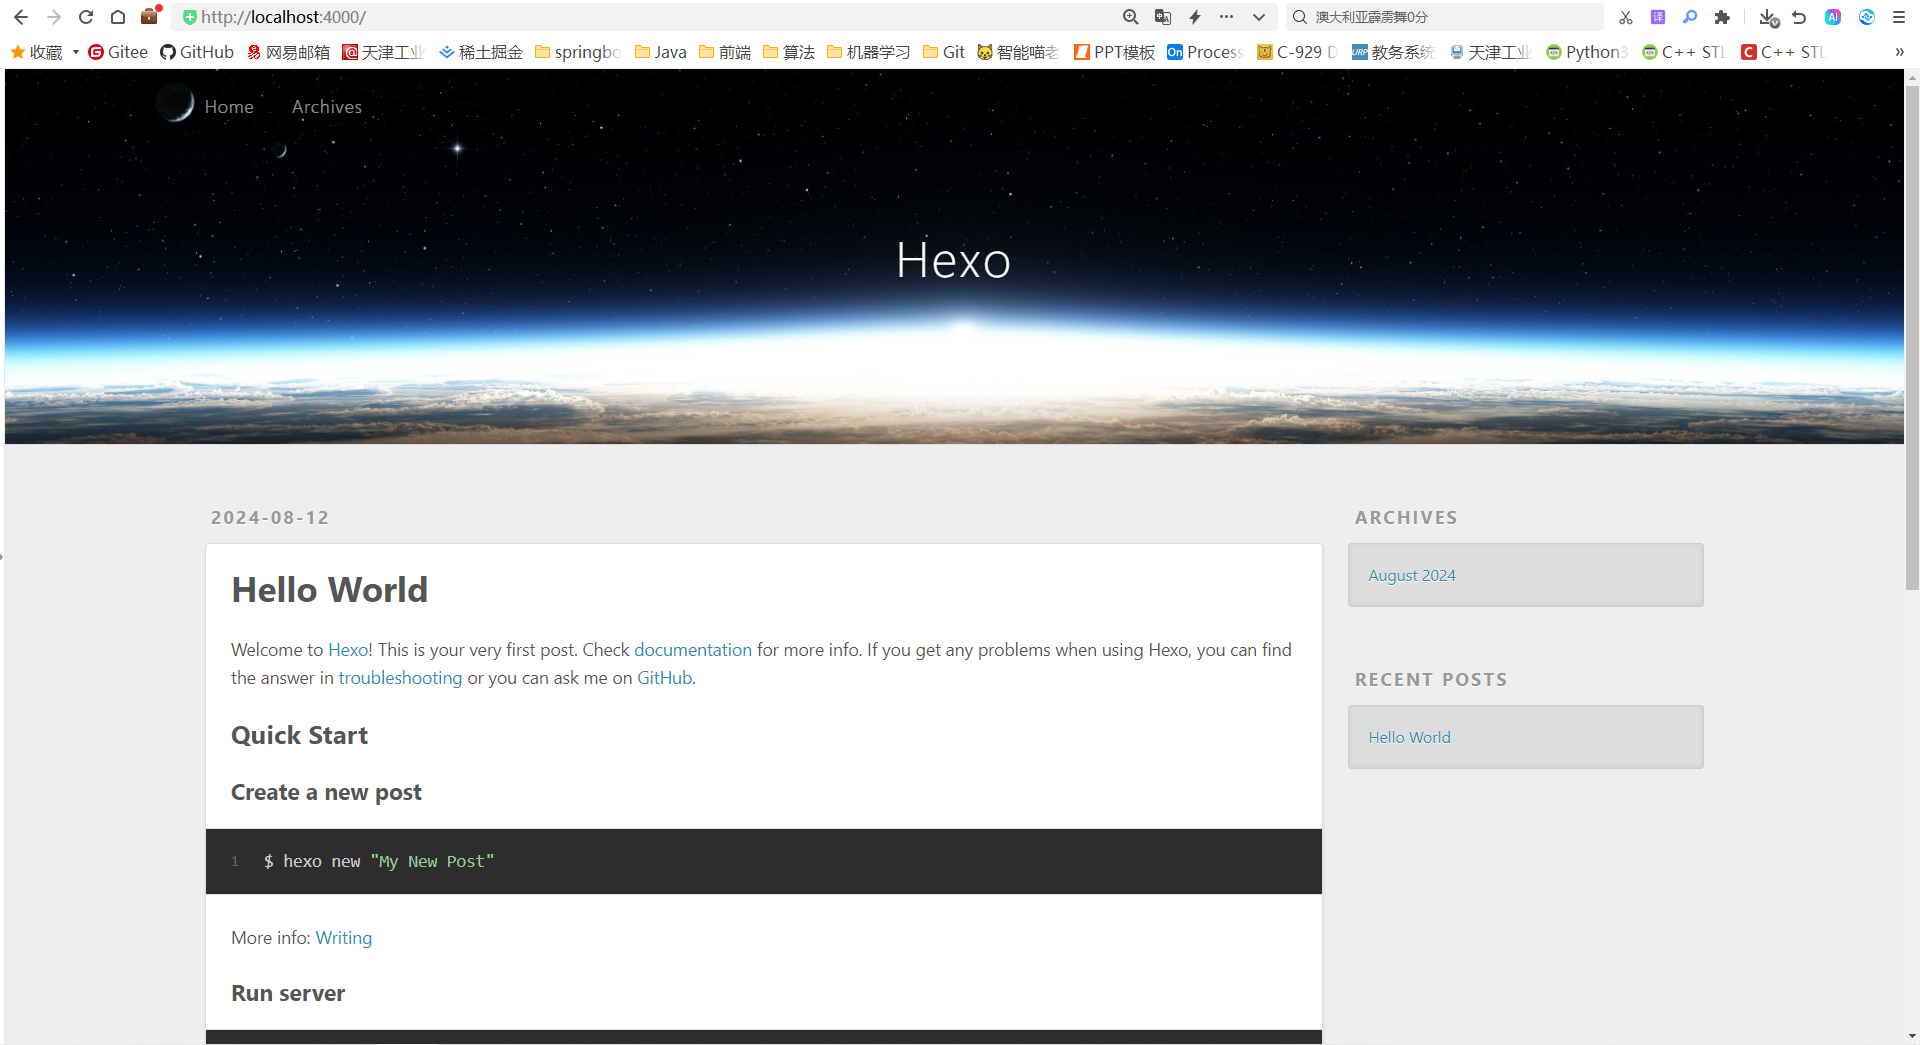 http://localhost:4000/
澳大利亚霹雳舞0分
收藏 Gitee GitHub 网易邮箱 天津工业 稀土掘金 springbo Java 前端 算法 机器学习 Git 智能喵老 PPT模板 Process C-929 D 教务系统 天津工业 Python3 C++ STL C++ STL
Home Archives
Hexo
2024-08-12
Hello World
Welcome to Hexo! This is your very first post. Check documentation for more info. If you get any problems when using Hexo, you can find
the answer in troubleshooting or you can ask me on GitHub.
Quick Start
Create a new post
1 $ hexo new "My New Post"
More info: Writing
Run server
ARCHIVES
August 2024
RECENT POSTS
Hello World